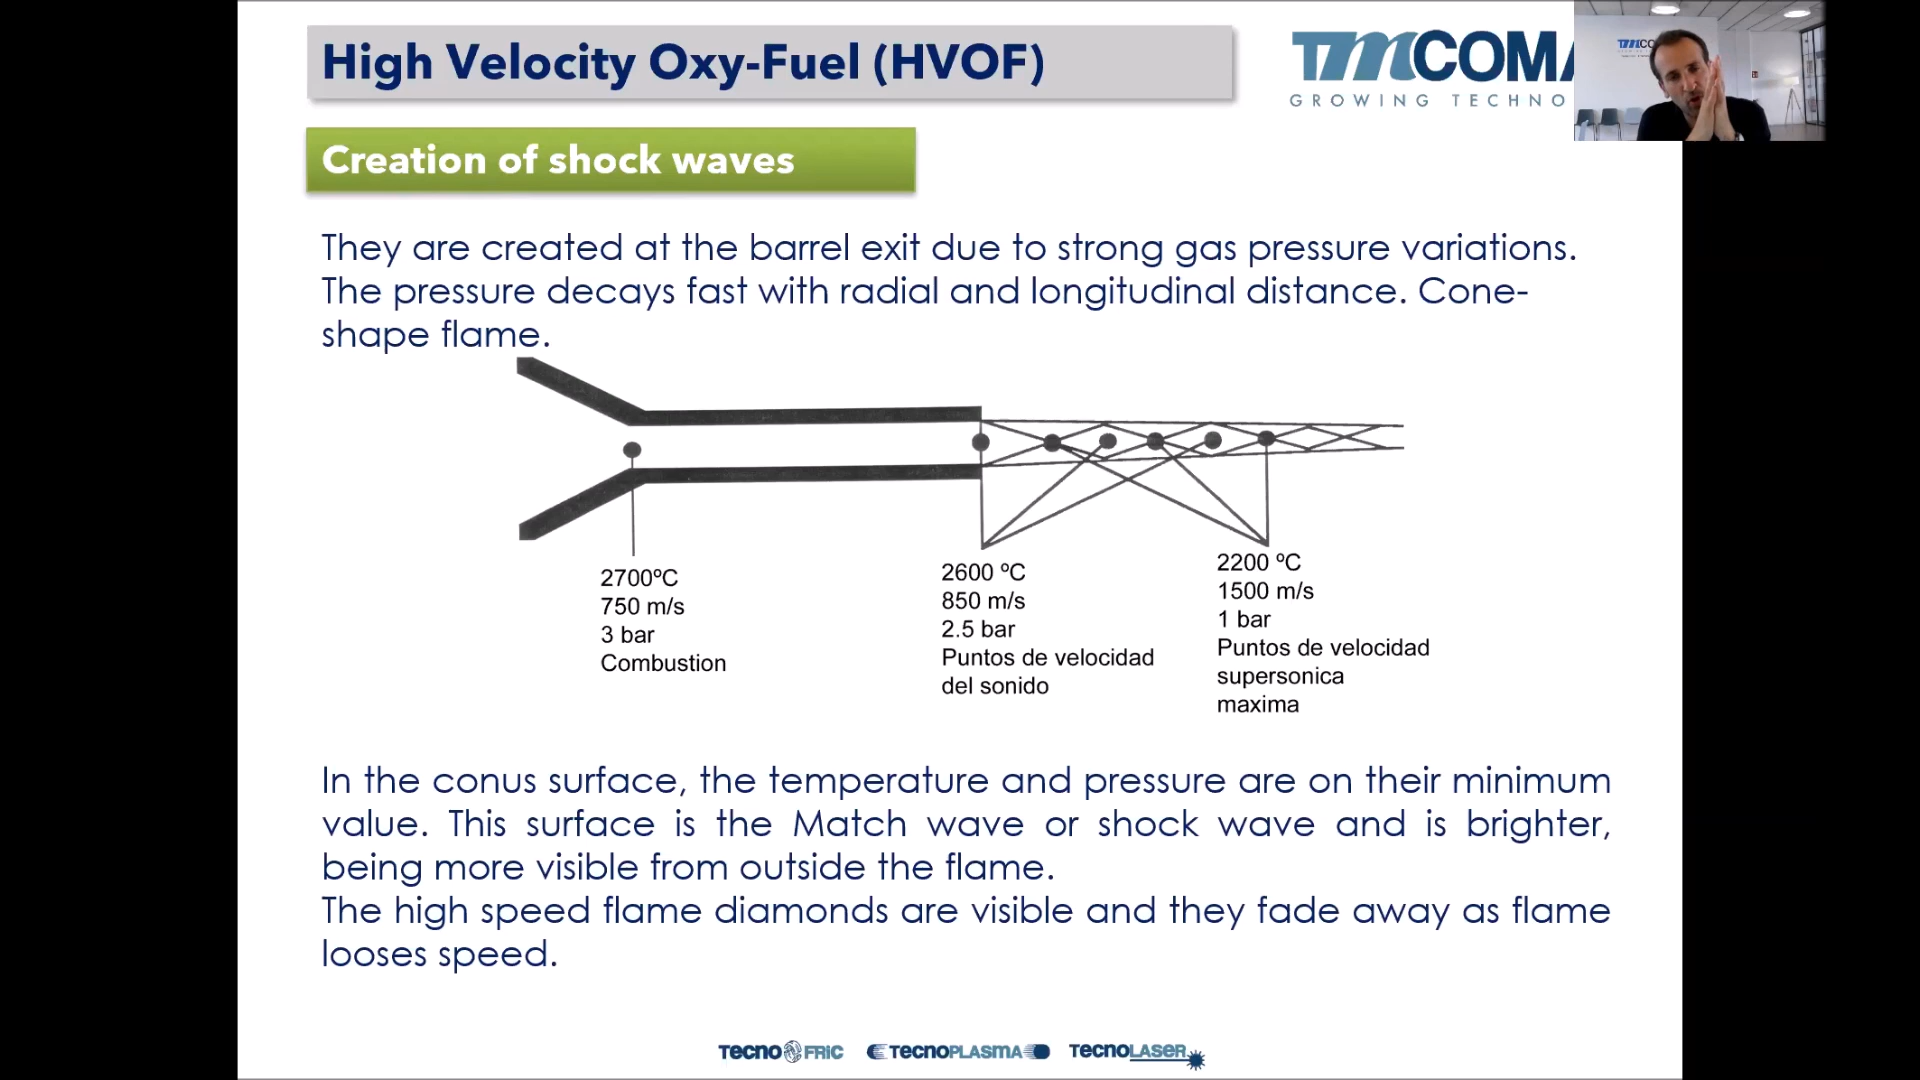 High Velocity Oxy-Fuel (HVOF)
TMCOMA
GROWING TECHNO
Creation of shock waves
They are created at the barrel exit due to strong gas pressure variations.
The pressure decays fast with radial and longitudinal distance. Cone-
shape flame.
2700ºC
750 m/s
3 bar
Combustion
2600 ºC
850 m/s
2.5 bar
Puntos de velocidad
del sonido
2200 ºC
1500 m/s
1 bar
Puntos de velocidad
supersonica
maxima
In the conus surface, the temperature and pressure are on their minimum
value. This surface is the Match wave or shock wave and is brighter,
being more visible from outside the flame.
The high speed flame diamonds are visible and they fade away as flame
looses speed.
TECNOFRIC TECNOPLASMA TECNOLASER